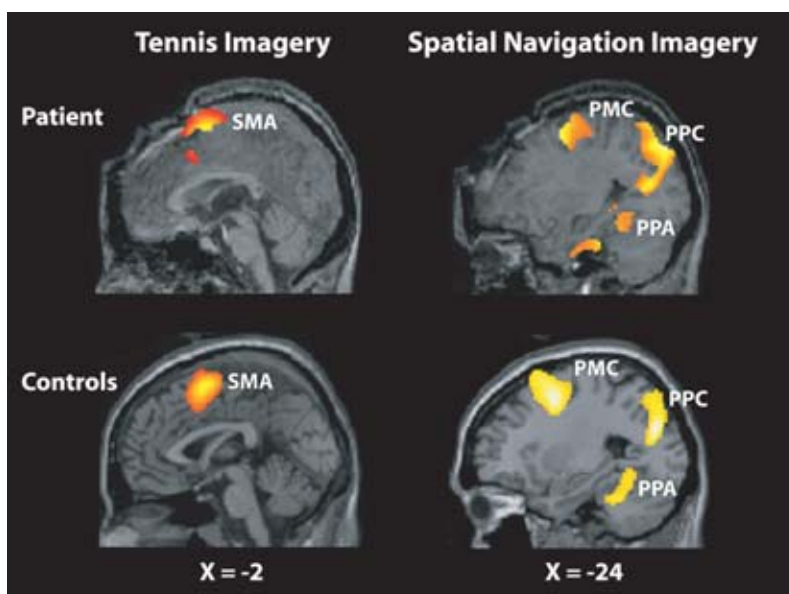 Tennis Imagery
Spatial Navigation Imagery
Patient
SMA
PMC
PPC
PPA
Controls
SMA
PMC
PPC
PPA
X = -2
X = -24